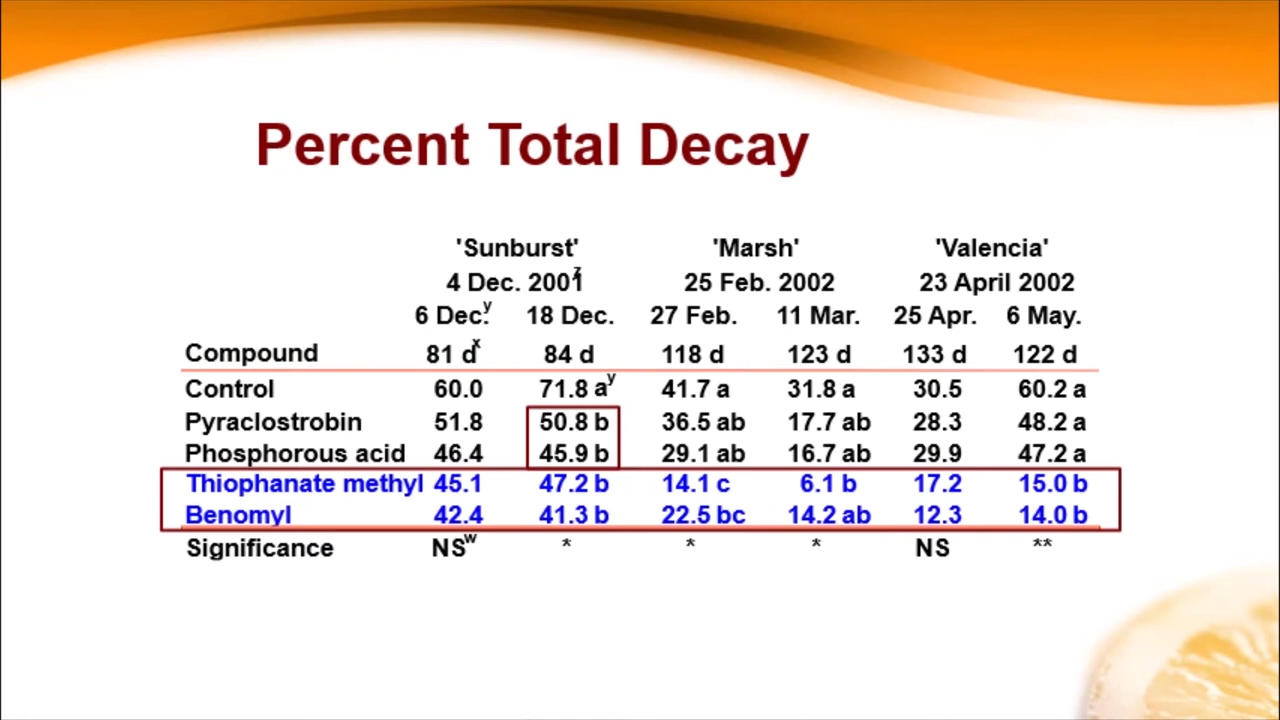 Percent Total Decay
'Sunburst' 'Marsh' 'Valencia'
4 Dec. 2001z 25 Feb. 2002 23 April 2002
6 Dec.y 18 Dec. 27 Feb. 11 Mar. 25 Apr. 6 May.
Compound 81 dx 84 d 118 d 123 d 133 d 122 d
Control 60.0 71.8 ay 41.7 a 31.8 a 30.5 60.2 a
Pyraclostrobin 51.8 50.8 b 36.5 ab 17.7 ab 28.3 48.2 a
Phosphorous acid 46.4 45.9 b 29.1 ab 16.7 ab 29.9 47.2 a
Thiophanate methyl 45.1 47.2 b 14.1 c 6.1 b 17.2 15.0 b
Benomyl 42.4 41.3 b 22.5 bc 14.2 ab 12.3 14.0 b
Significance NSw * * * NS **